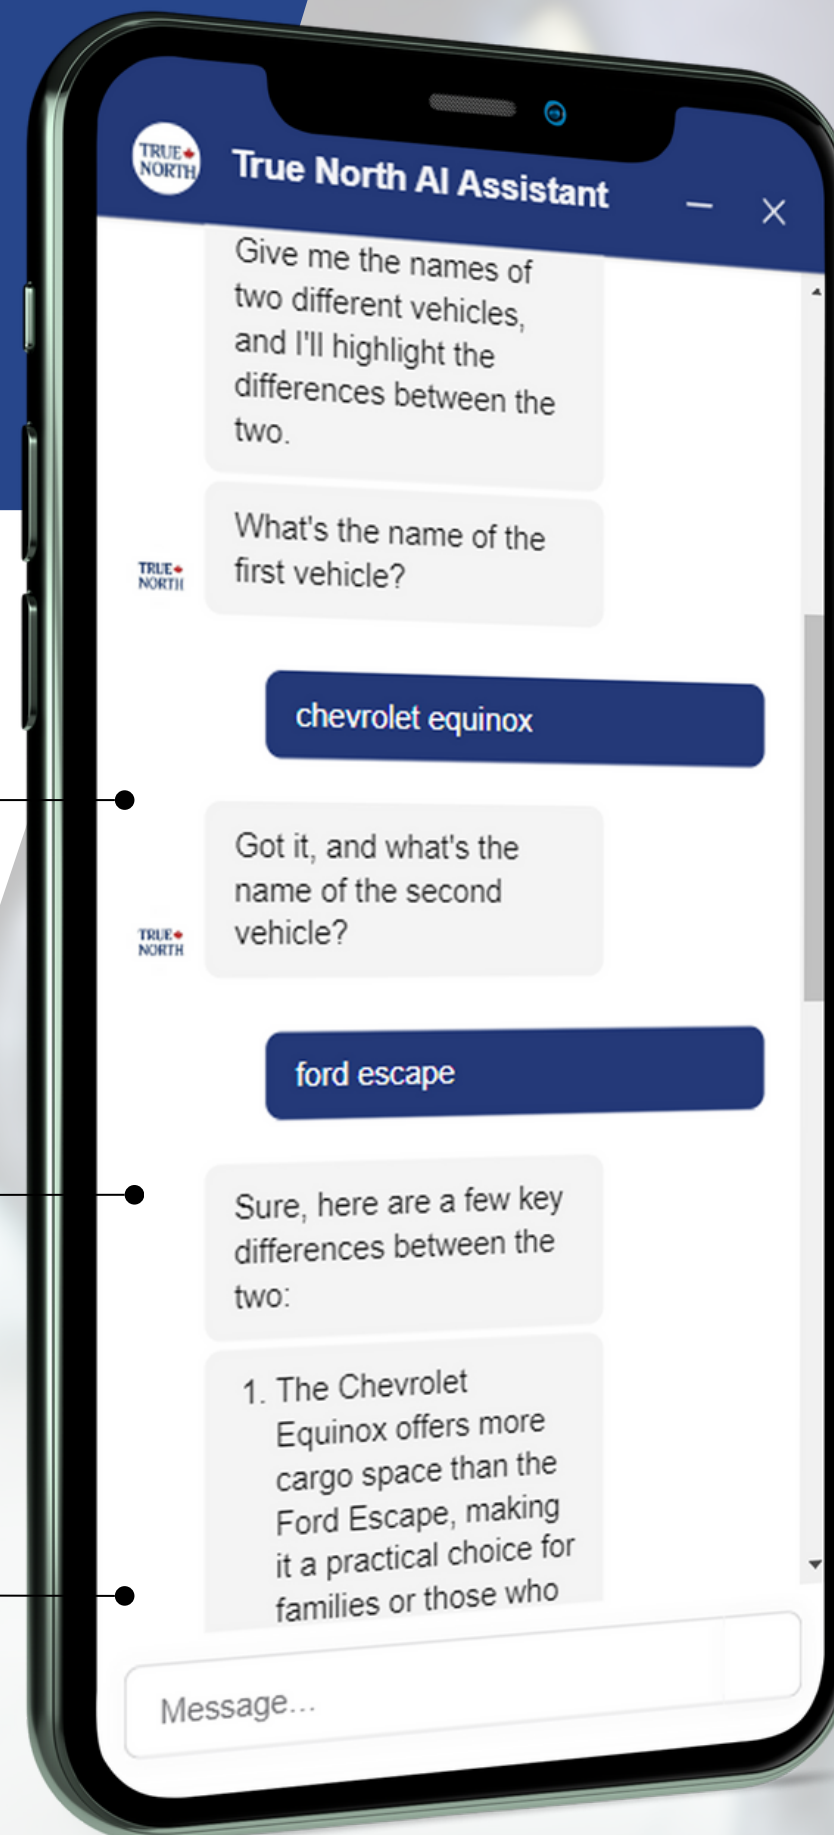 TRUE
NORTH
True North AI Assistant
Give me the names of
two different vehicles,
and I'll highlight the
differences between the
two.
What's the name of the
first vehicle?
TRUE
NORTH
chevrolet equinox
Got it, and what's the
name of the second
vehicle?
TRUE
NORTH
ford escape
Sure, here are a few key
differences between the
two:
1. The Chevrolet
Equinox offers more
cargo space than the
Ford Escape, making
it a practical choice for
families or those who
Message...